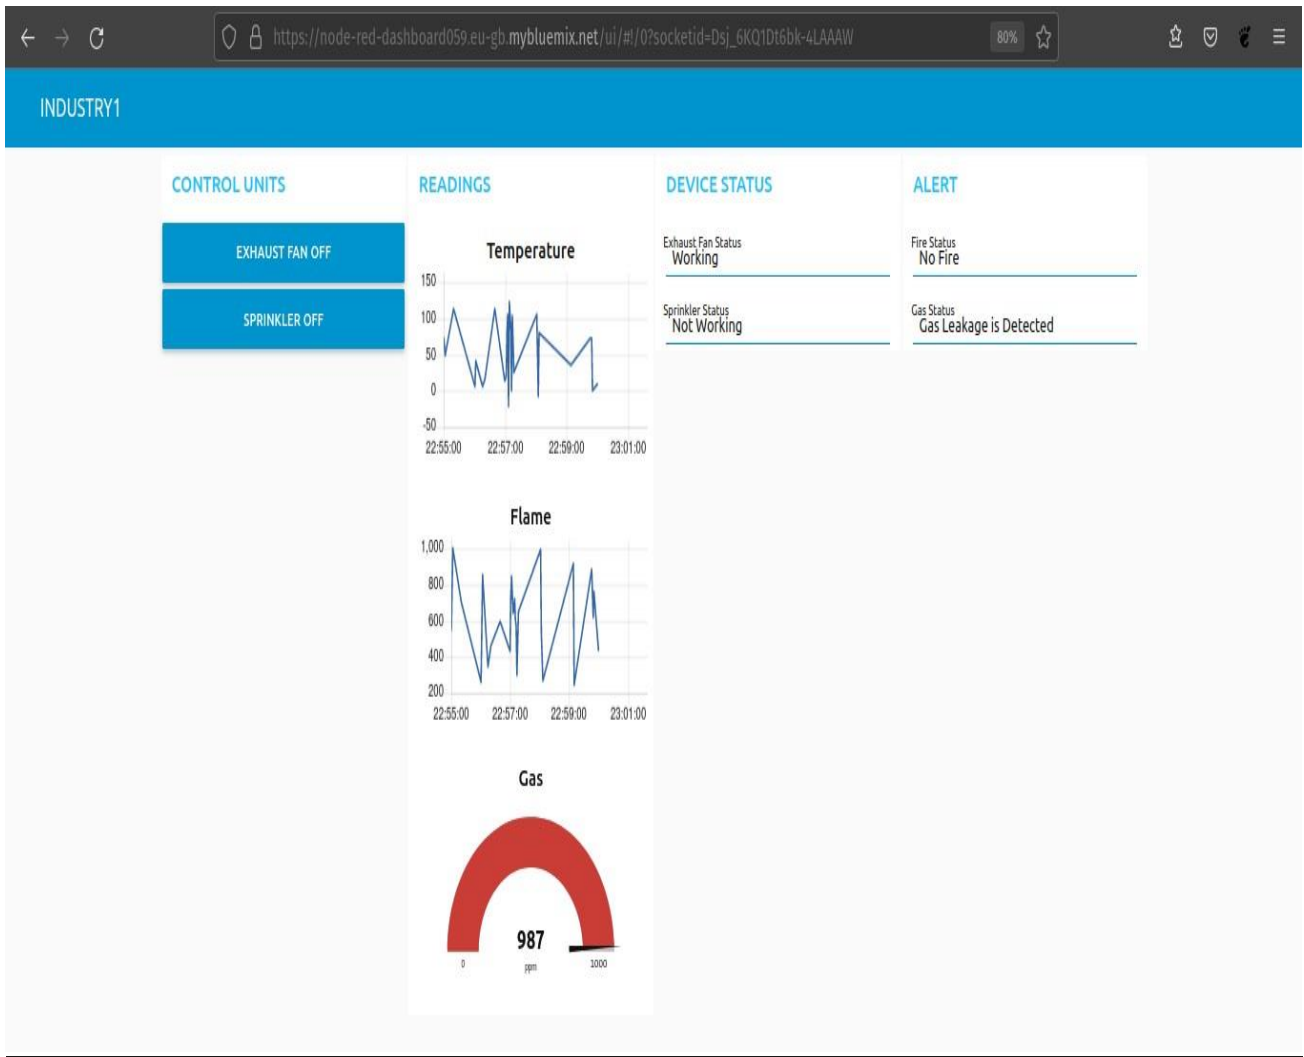 https://node-red-dashboard059.eu-gb.mybluemix.net/ui/#!/0?socketid=Dsj_6KQ1Dt6bk-4LAAAW
80%
INDUSTRY1
CONTROL UNITS
EXHAUST FAN OFF
SPRINKLER OFF
READINGS
Temperature
150
100
50
0
-50
22:55:00 22:57:00 22:59:00 23:01:00
Flame
1,000
800
600
400
200
22:55:00 22:57:00 22:59:00 23:01:00
Gas
987
ppm
0 1000
DEVICE STATUS
Exhaust Fan Status
Working
Sprinkler Status
Not Working
ALERT
Fire Status
No Fire
Gas Status
Gas Leakage is Detected